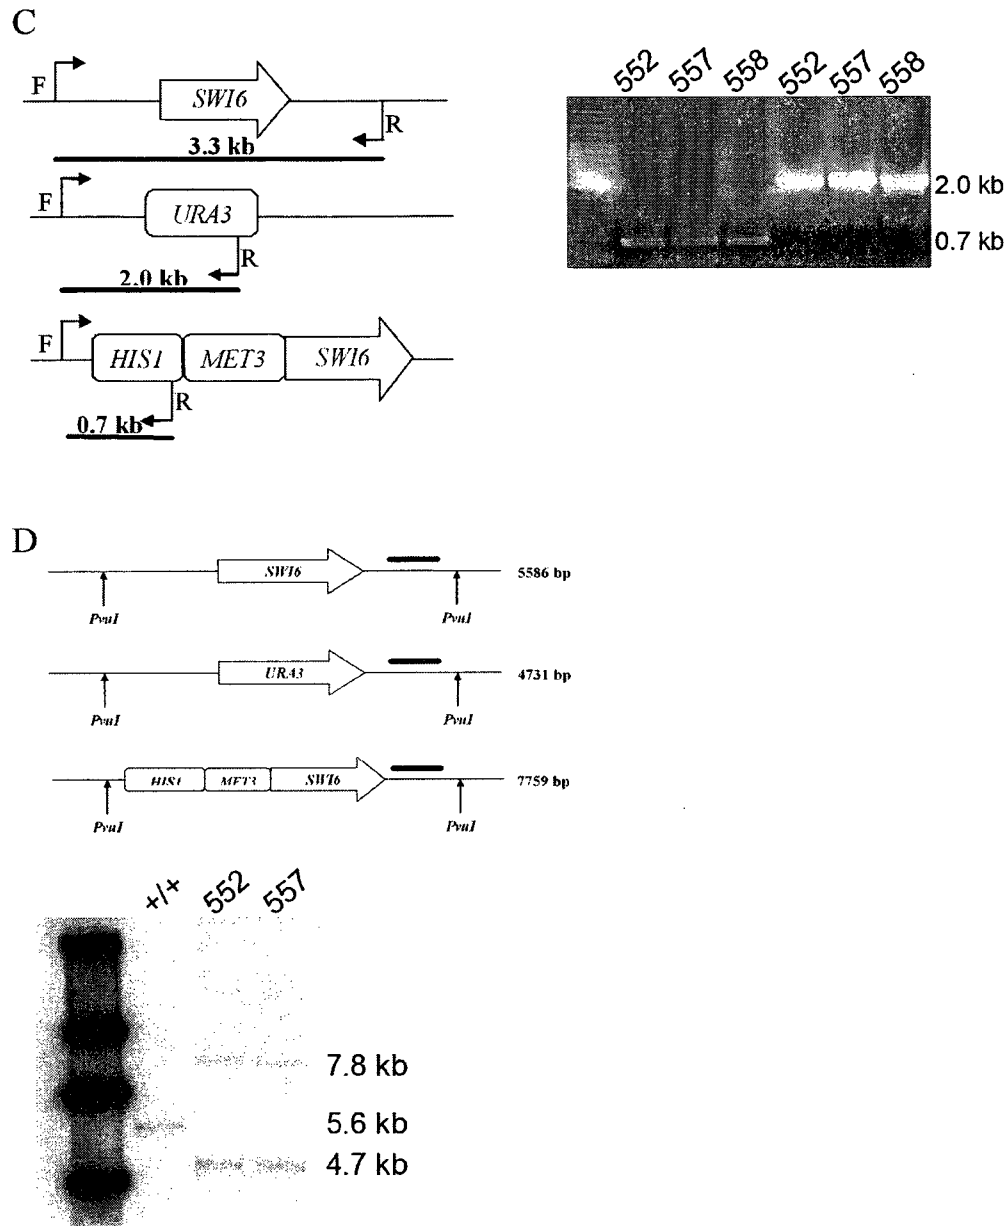 C
F
SWI6
R
3.3 kb
F
URA3
R
2.0 kb
F
HIS1 MET3 SWI6
R
0.7 kb
552 557 558 552 557 558
2.0 kb
0.7 kb
D
SWI6
5586 bp
PvuI PvuI
URA3
4731 bp
PvuI PvuI
HIS1 MET3 SWI6
7759 bp
PvuI PvuI
+/+ 552 557
7.8 kb
5.6 kb
4.7 kb